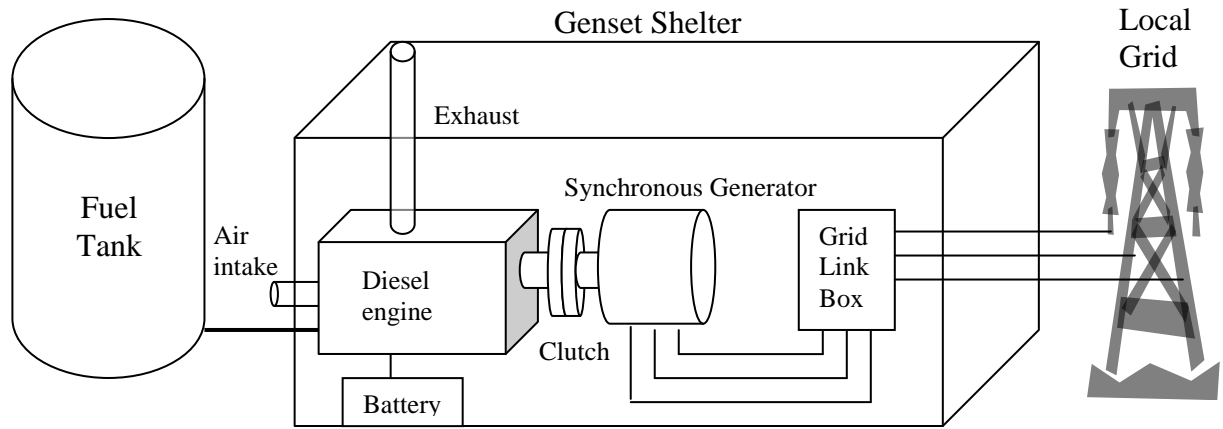 Genset Shelter
Local
Grid
Exhaust
Fuel
Tank
Air
intake
Diesel
engine
Synchronous Generator
Grid
Link
Box
Clutch
Battery